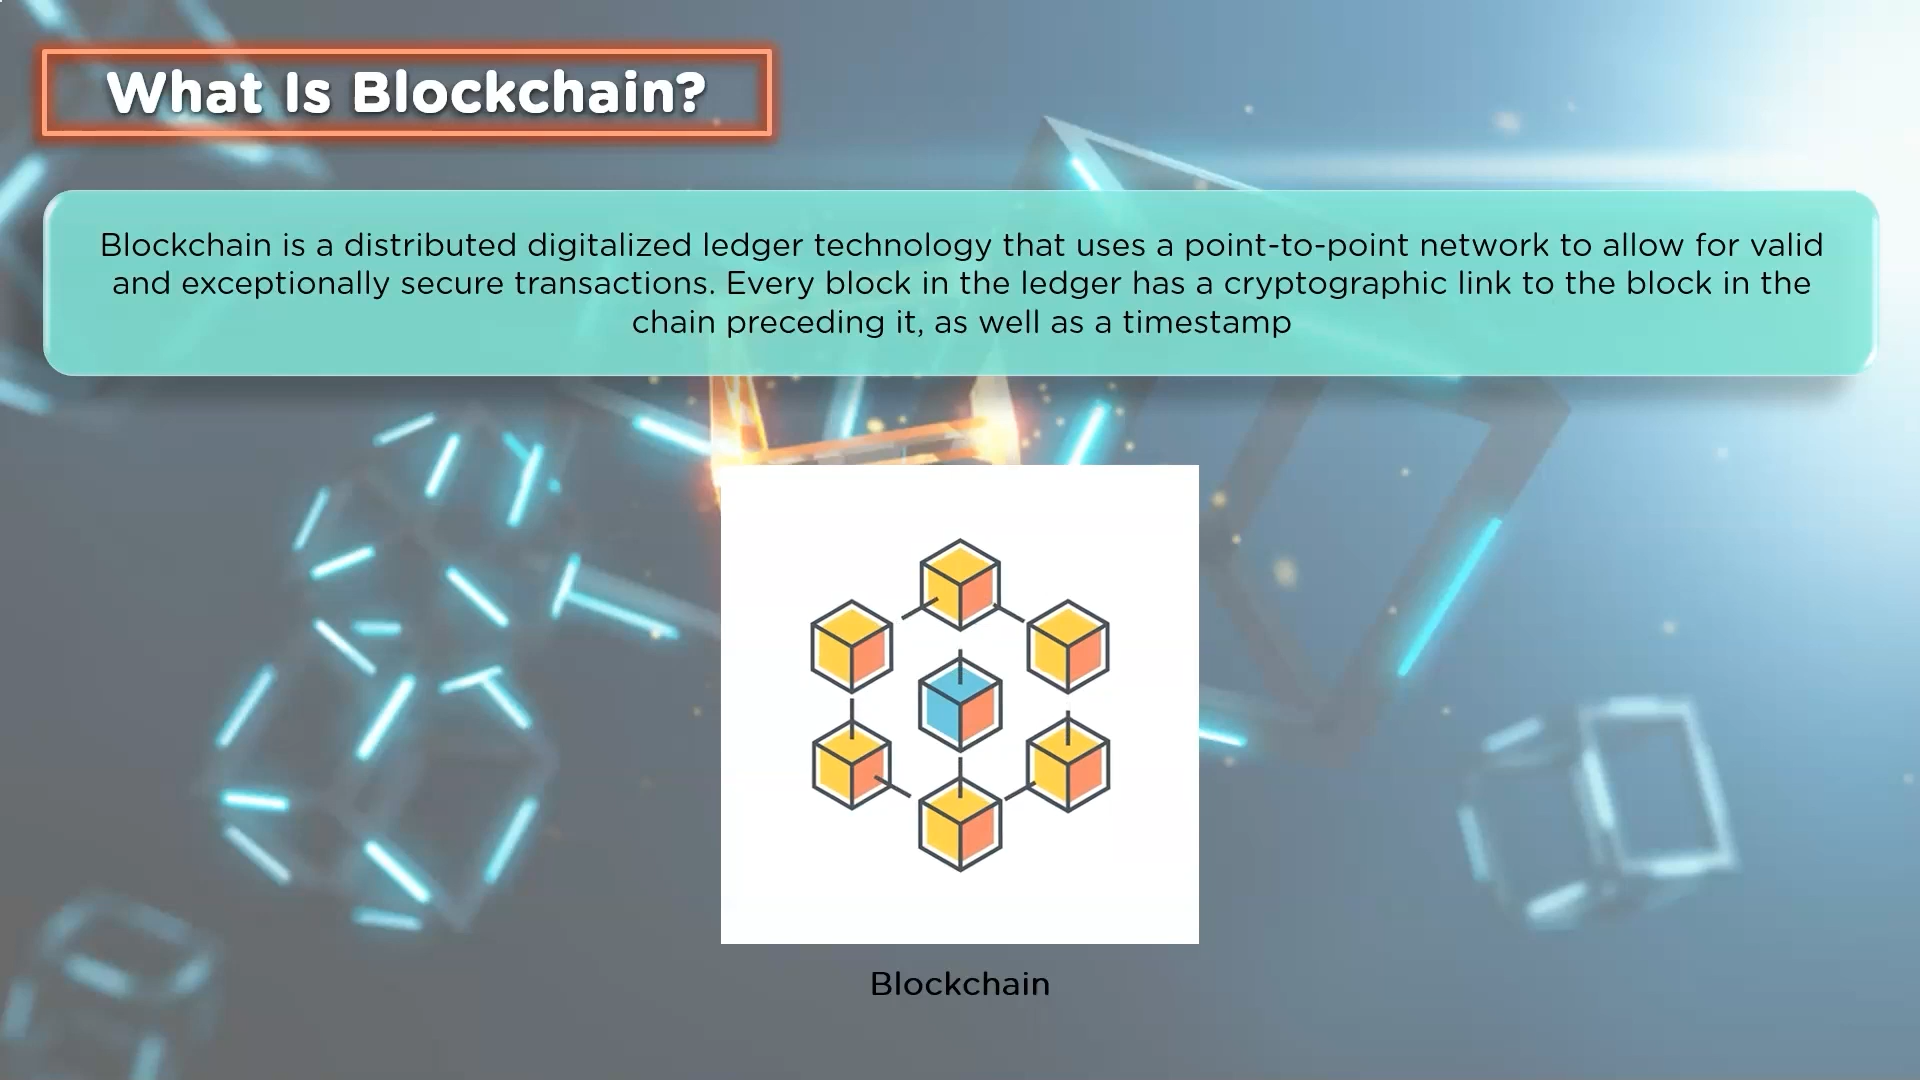 What Is Blockchain?
Blockchain is a distributed digitalized ledger technology that uses a point-to-point network to allow for valid
and exceptionally secure transactions. Every block in the ledger has a cryptographic link to the block in the
chain preceding it, as well as a timestamp
Blockchain